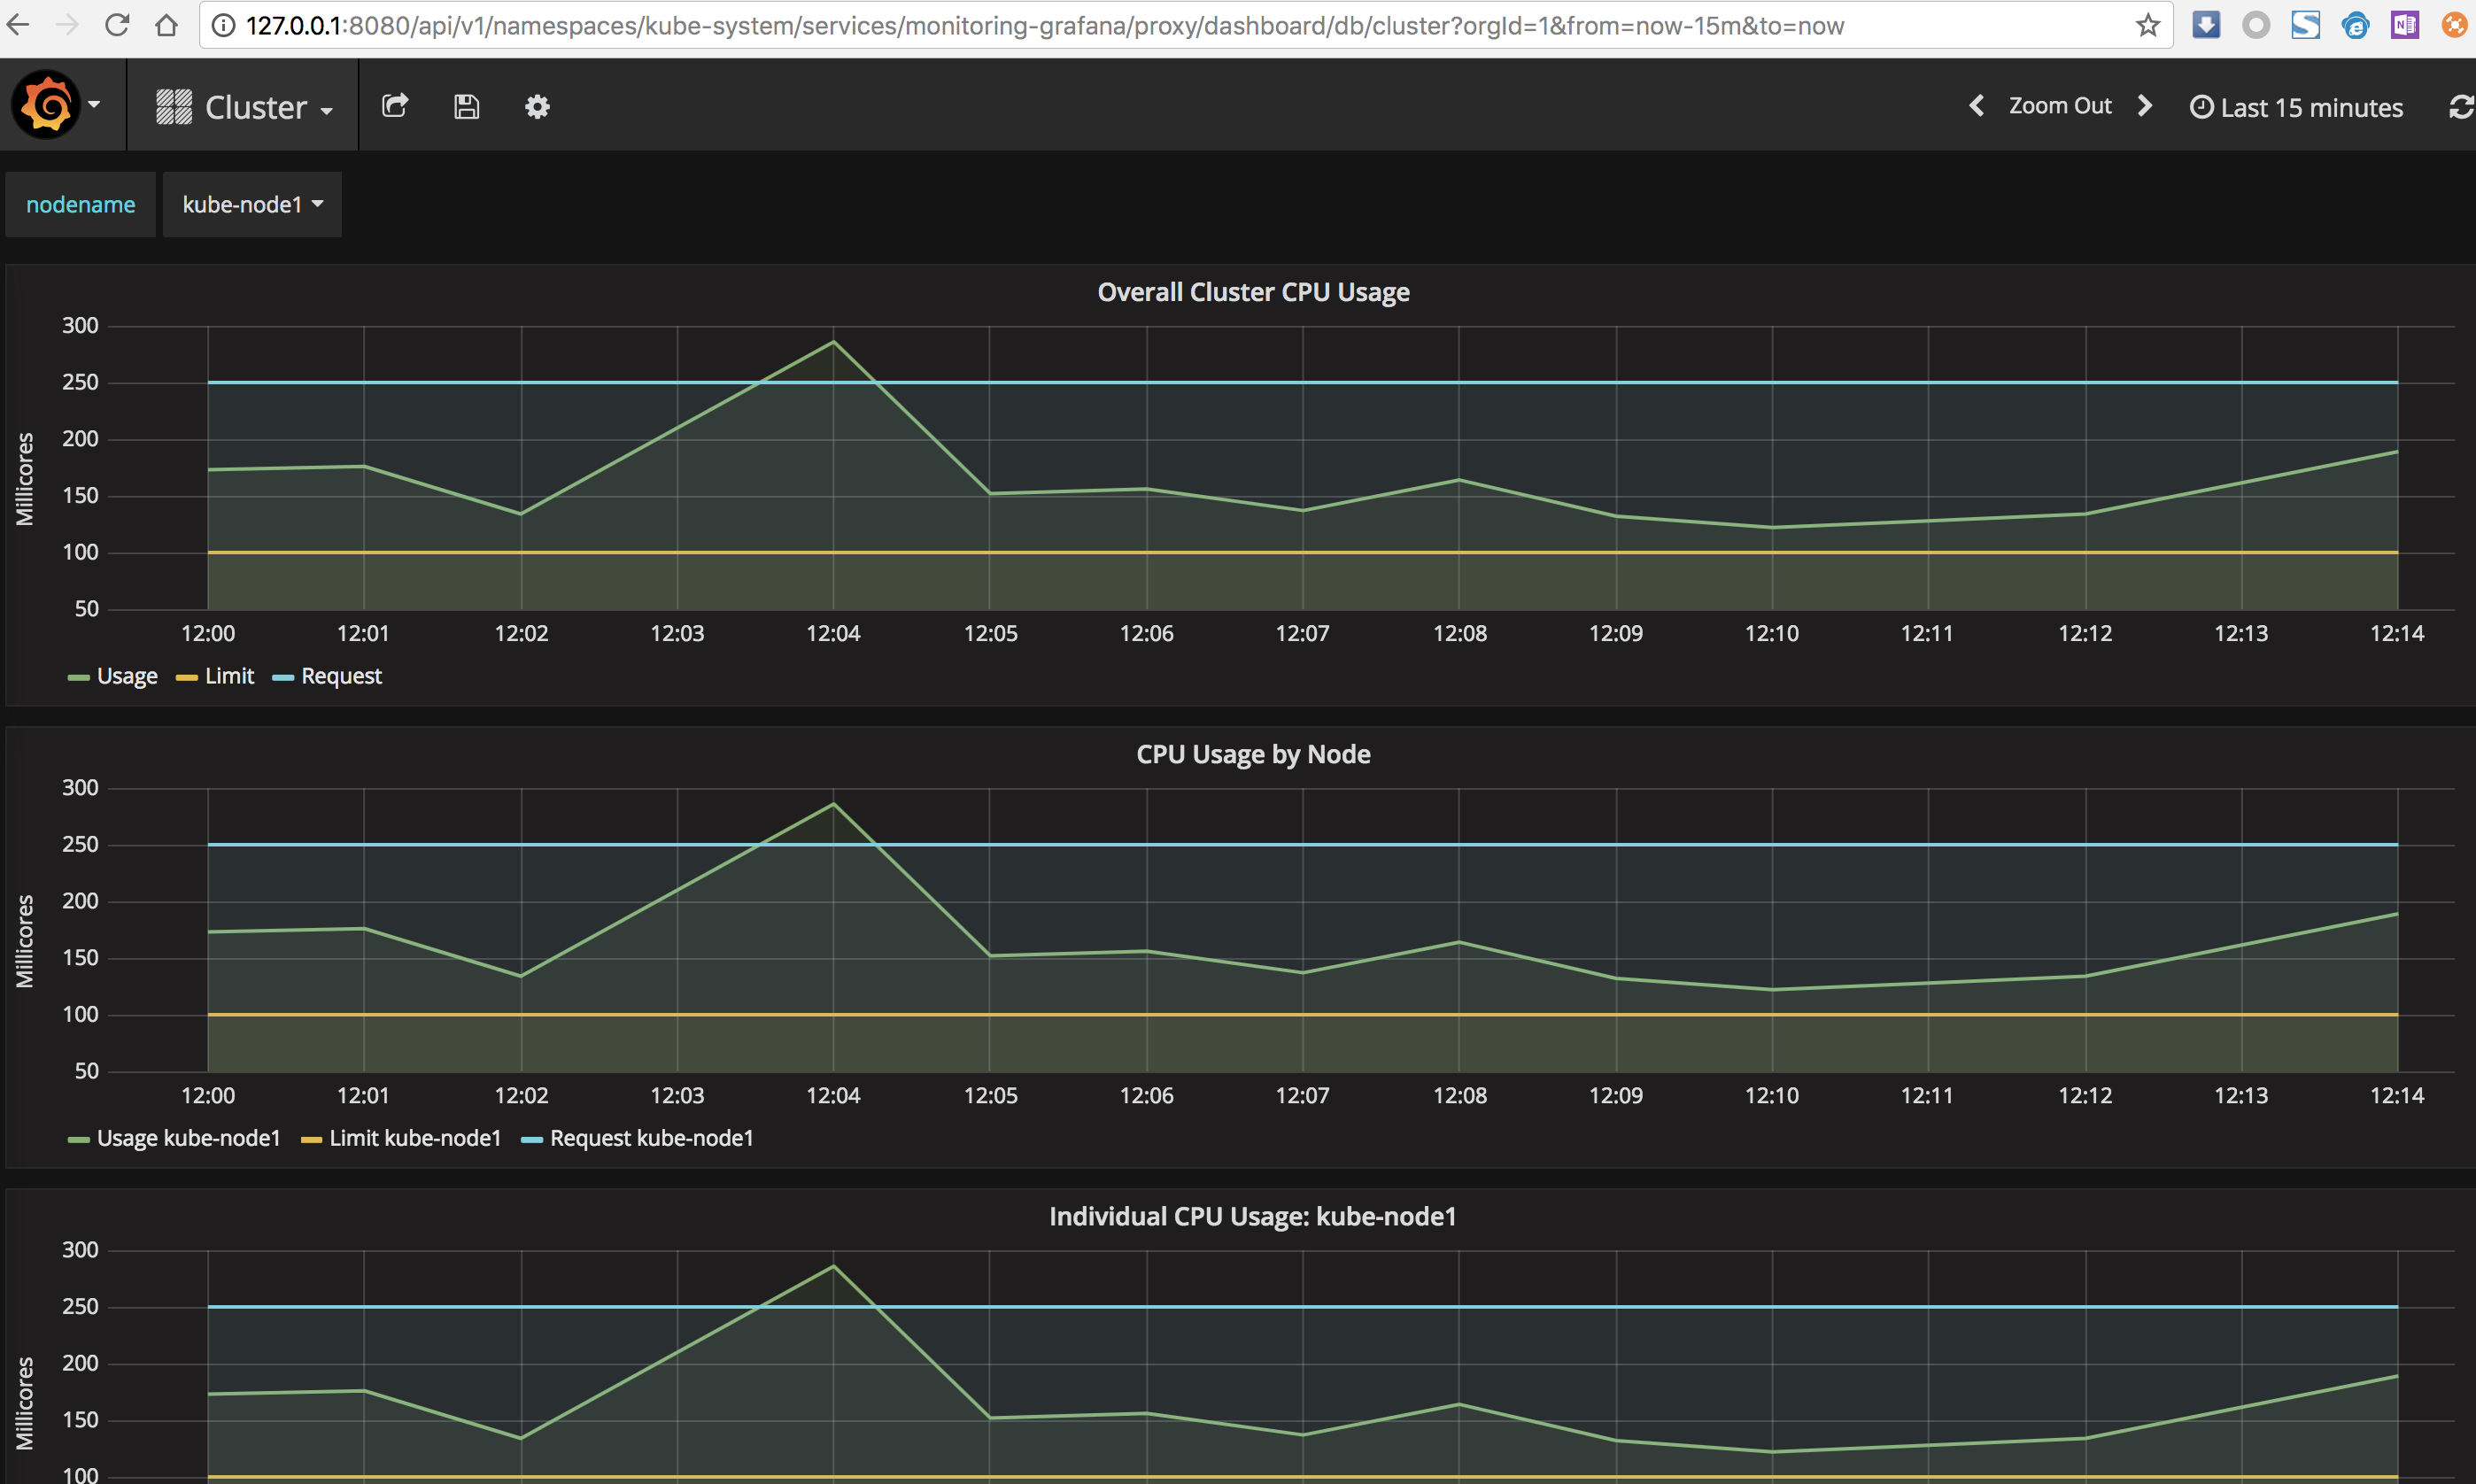 127.0.0.1:8080/api/v1/namespaces/kube-system/services/monitoring-grafana/proxy/dashboard/db/cluster?orgId=1&from=now-15m&to=now
Cluster Zoom Out Last 15 minutes
nodename kube-node1
Overall Cluster CPU Usage
Millicores
300
250
200
150
100
50
12:00 12:01 12:02 12:03 12:04 12:05 12:06 12:07 12:08 12:09 12:10 12:11 12:12 12:13 12:14
Usage Limit Request
CPU Usage by Node
Millicores
300
250
200
150
100
50
12:00 12:01 12:02 12:03 12:04 12:05 12:06 12:07 12:08 12:09 12:10 12:11 12:12 12:13 12:14
Usage kube-node1 Limit kube-node1 Request kube-node1
Individual CPU Usage: kube-node1
Millicores
300
250
200
150
100